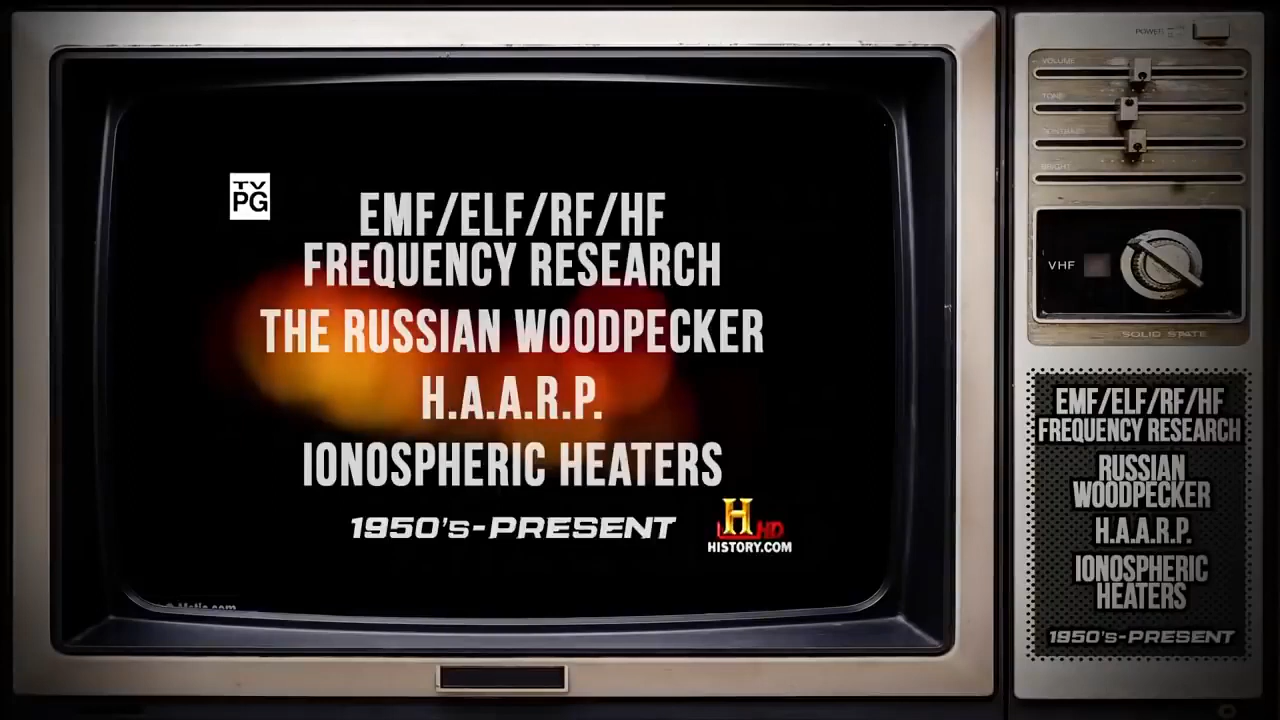 TV
PG
EMF/ELF/RF/HF
FREQUENCY RESEARCH
THE RUSSIAN WOODPECKER
H.A.A.R.P.
IONOSPHERIC HEATERS
1950's-PRESENT
H HD
HISTORY.COM
POWER
VOLUME
TONE
BRIGHT
VHF
SOLID STATE
EMF/ELF/RF/HF
FREQUENCY RESEARCH
RUSSIAN
WOODPECKER
H.A.A.R.P.
IONOSPHERIC
HEATERS
1950's-PRESENT